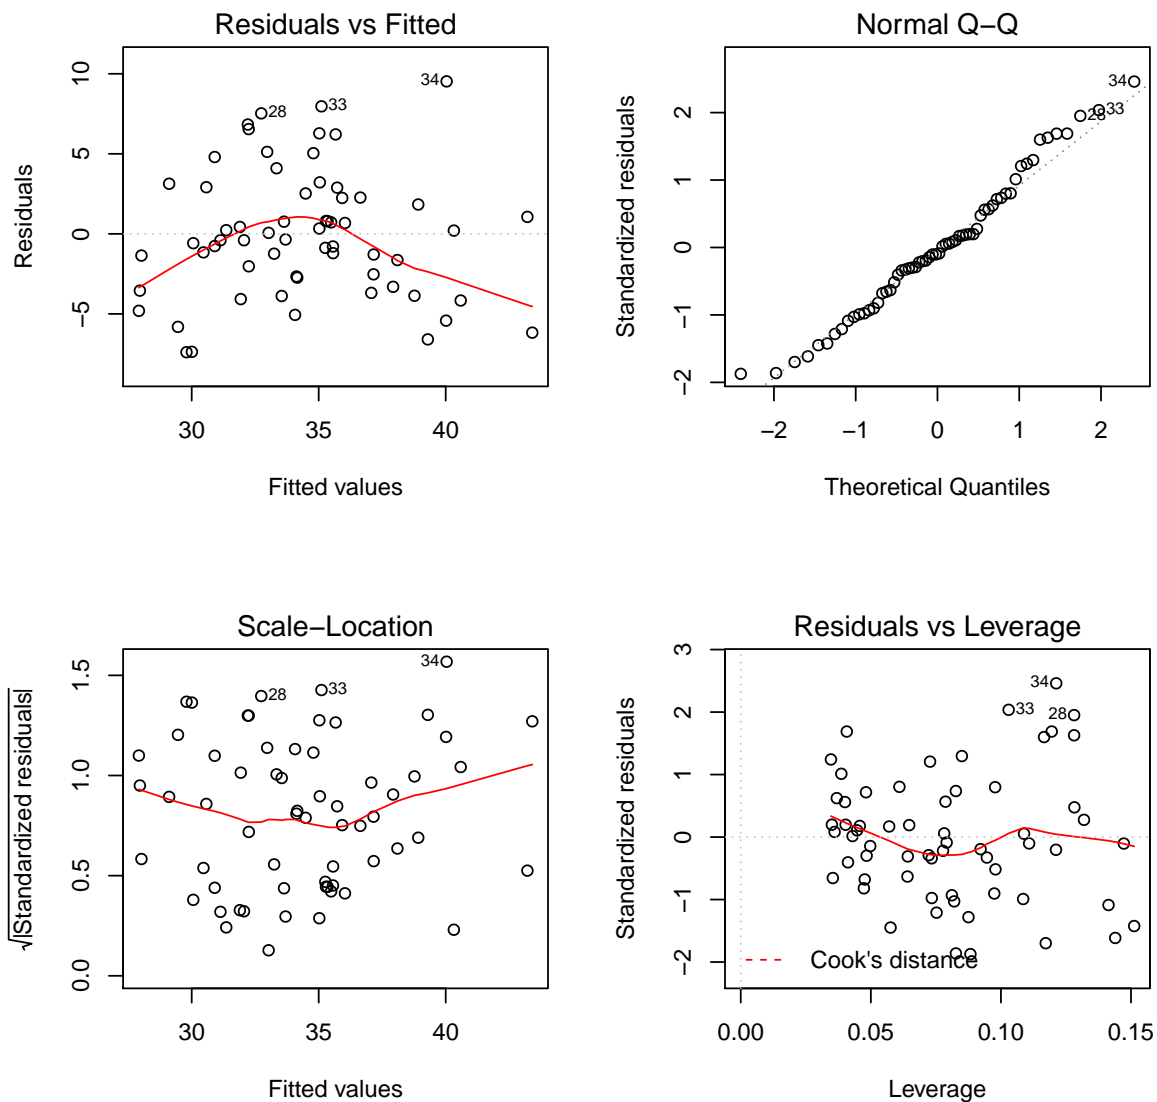 Residuals vs Fitted
Residuals
10
5
0
−5
30 35 40
Fitted values
34
28
33
Normal Q−Q
Standardized residuals
2
1
0
−1
−2
−2 −1 0 1 2
Theoretical Quantiles
34
33
28
Scale−Location
√|Standardized residuals|
1.5
1.0
0.5
0.0
30 35 40
Fitted values
34
28
33
Residuals vs Leverage
Standardized residuals
3
2
1
0
−1
−2
0.00 0.05 0.10 0.15
Leverage
34
33
28
Cook's distance